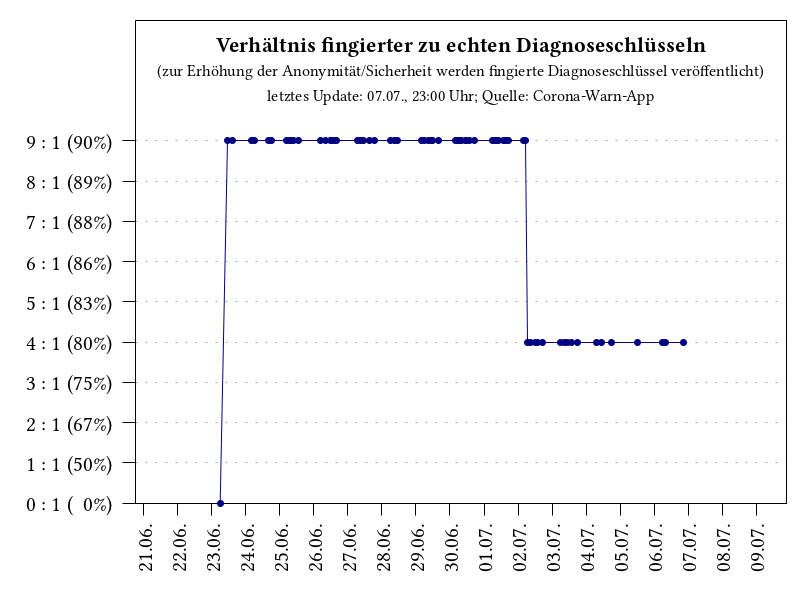 Verhältnis fingierter zu echten Diagnoseschlüsseln
(zur Erhöhung der Anonymität/Sicherheit werden fingierte Diagnoseschlüssel veröffentlicht)
letztes Update: 07.07., 23:00 Uhr; Quelle: Corona-Warn-App
9 : 1 (90%)
8 : 1 (89%)
7 : 1 (88%)
6 : 1 (86%)
5 : 1 (83%)
4 : 1 (80%)
3 : 1 (75%)
2 : 1 (67%)
1 : 1 (50%)
0 : 1 (  0%)
21.06.
22.06.
23.06.
24.06.
25.06.
26.06.
27.06.
28.06.
29.06.
30.06.
01.07.
02.07.
03.07.
04.07.
05.07.
06.07.
07.07.
08.07.
09.07.